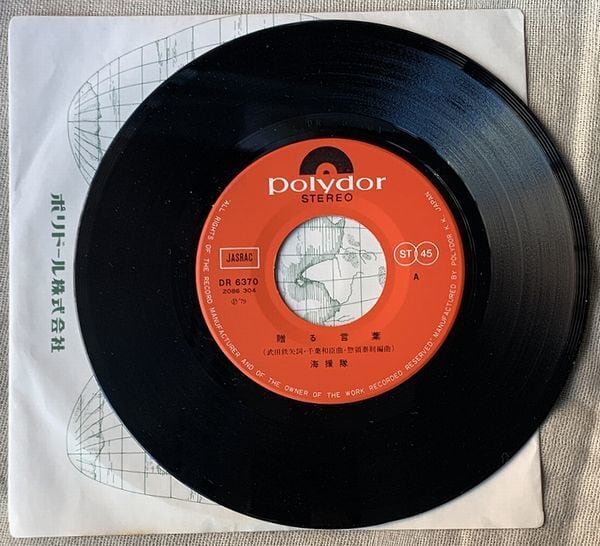 polydor
STEREO
JASRAC
DR 6370
2086 304
Ⓟ'79
ST 45
A
贈る言葉
(武田鉄矢詞・千葉和臣曲・惣領泰則編曲)
海援隊
ALL RIGHTS OF THE RECORD MANUFACTURER AND OF THE OWNER OF THE WORK RECORDED RESERVED・MANUFACTURED BY POLYDOR K.K. JAPAN
ポリドール株式会社